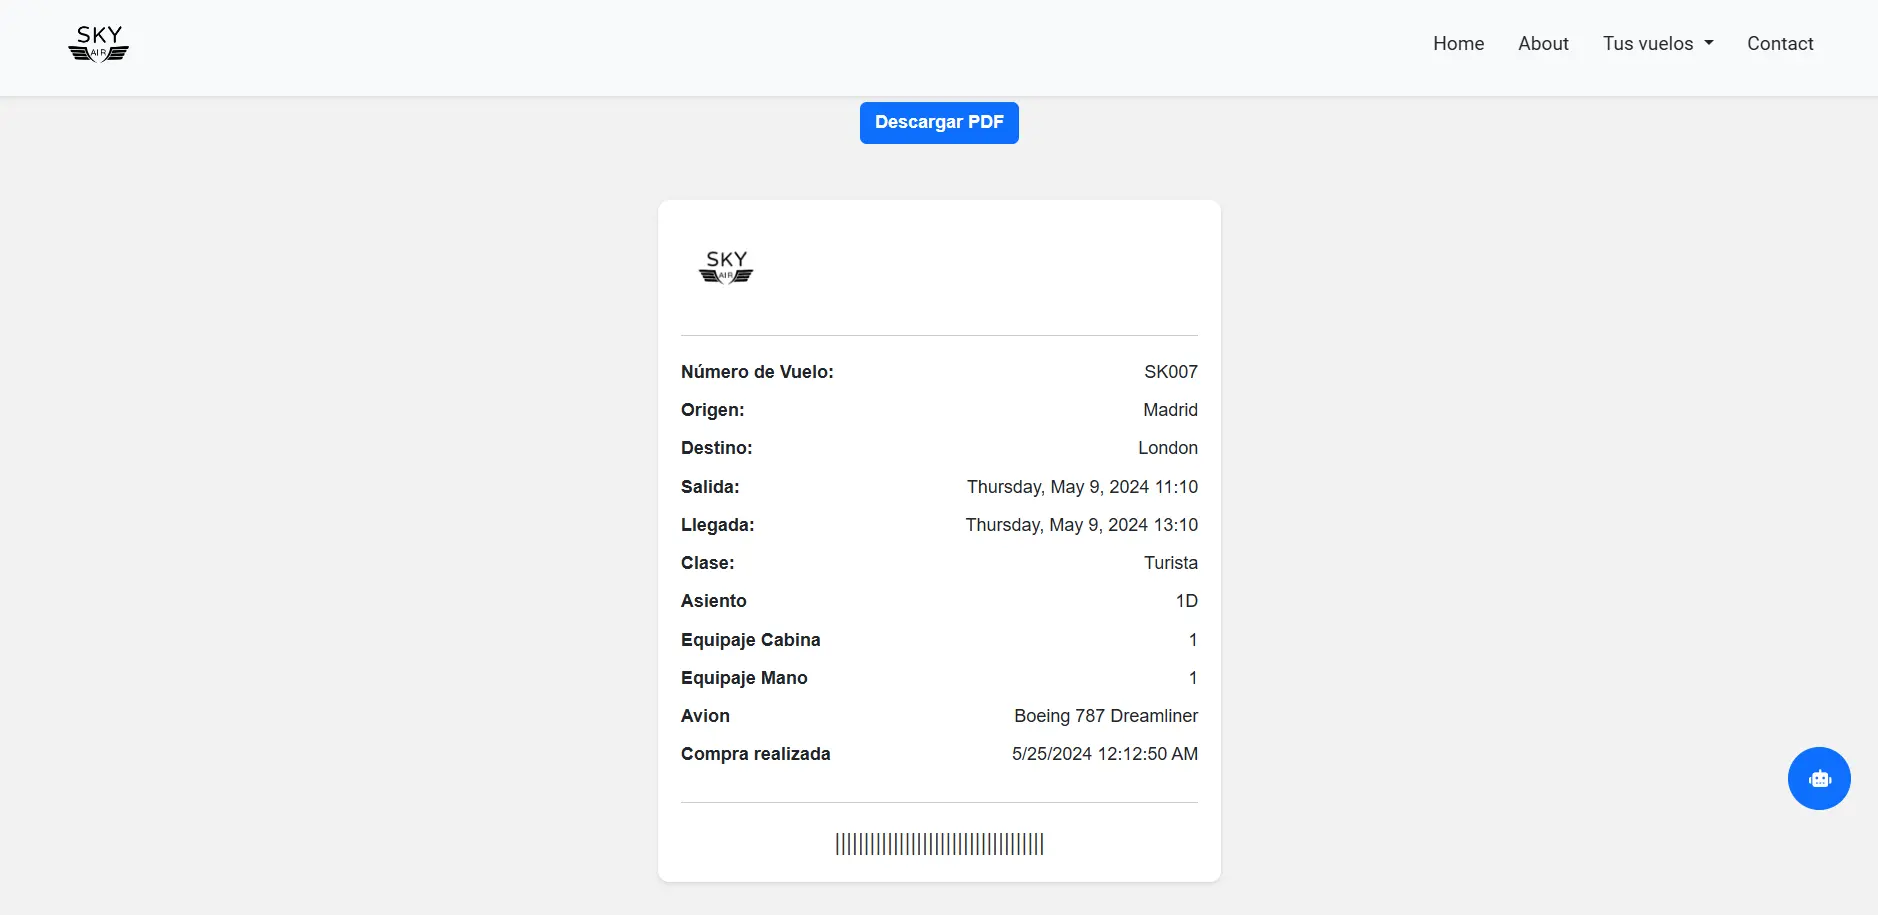 SKY
AIR
Home About Tus vuelos Contact
Descargar PDF
SKY
AIR
Número de Vuelo: SK007
Origen: Madrid
Destino: London
Salida: Thursday, May 9, 2024 11:10
Llegada: Thursday, May 9, 2024 13:10
Clase: Turista
Asiento 1D
Equipaje Cabina 1
Equipaje Mano 1
Avion Boeing 787 Dreamliner
Compra realizada 5/25/2024 12:12:50 AM